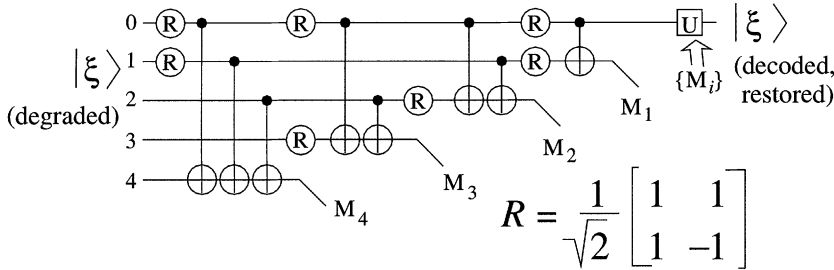 0 R R R U |ξ⟩
|ξ⟩ 1 R R {M_i} (decoded,
(degraded) 2 R M_1 restored)
3 R M_2
4 M_3
M_4
R = 1/√2 [1 1
1 −1]